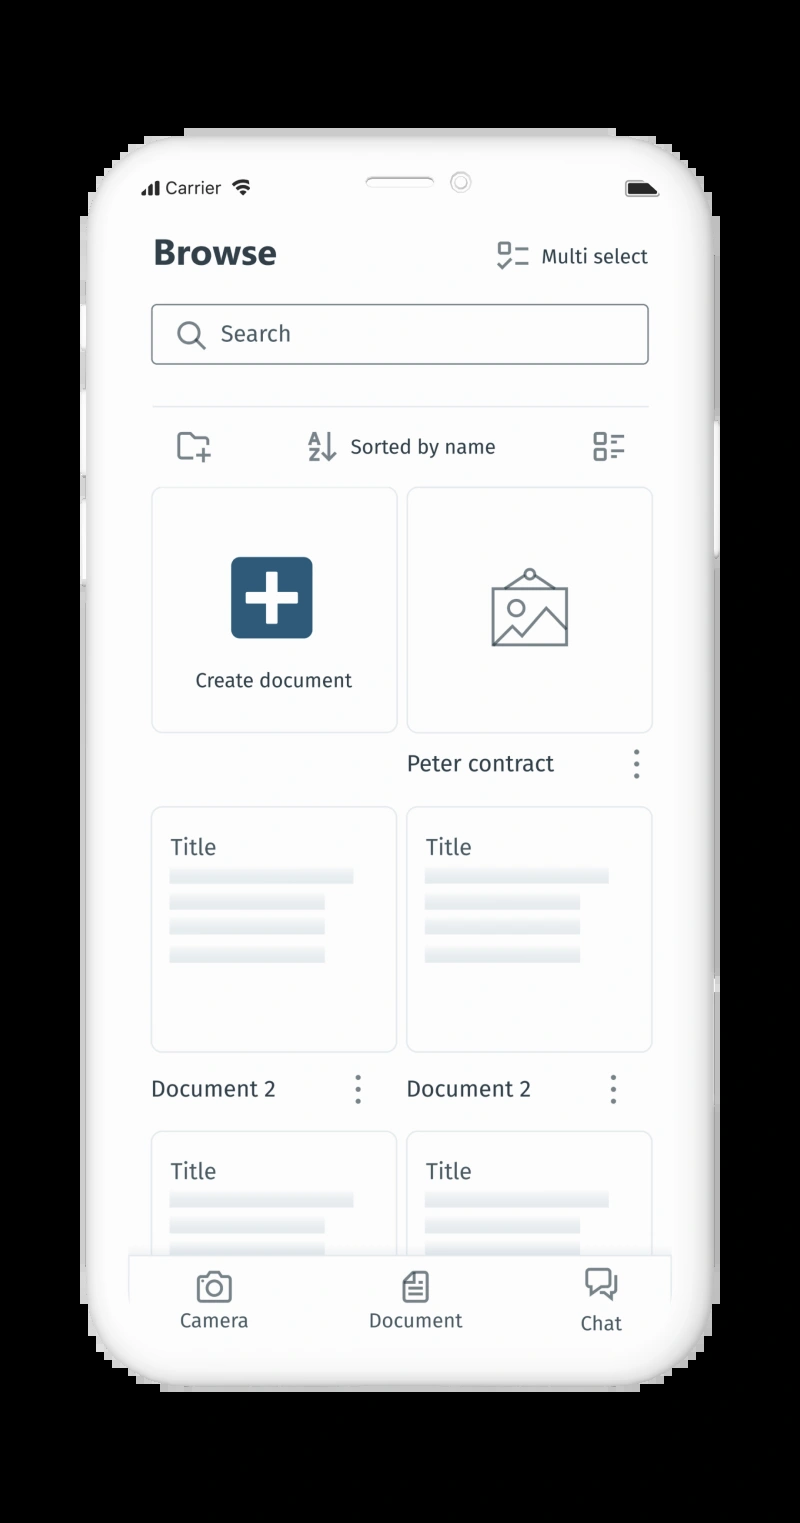 Carrier
Browse
Multi select
Search
AZ Sorted by name
Create document
Peter contract
Title
Title
Document 2
Document 2
Title
Title
Camera
Document
Chat